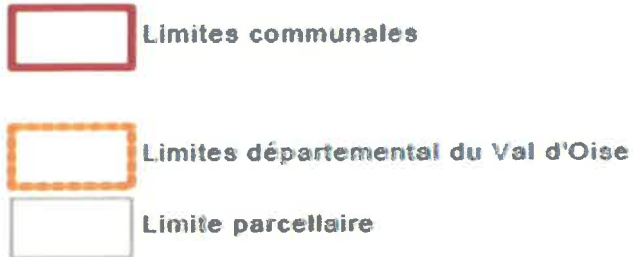 Limites communales
Limites départemental du Val d'Oise
Limite parcellaire